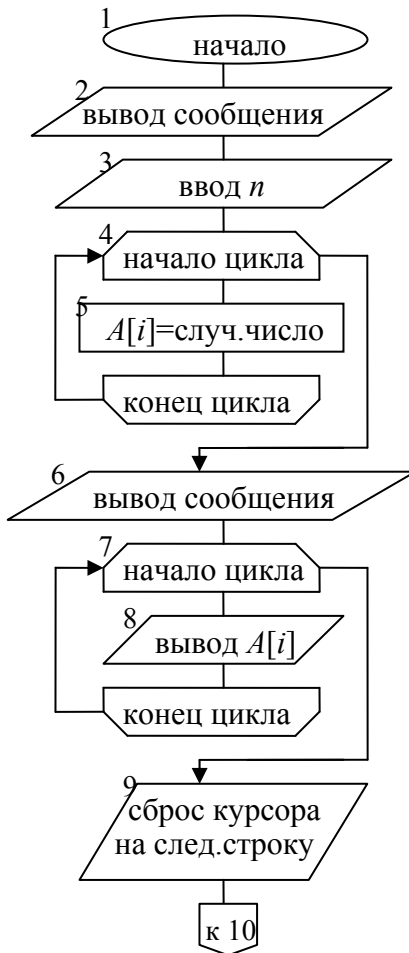 1
начало
2
вывод сообщения
3
ввод n
4
начало цикла
5
A[i]=случ.число
конец цикла
6
вывод сообщения
7
начало цикла
8
вывод A[i]
конец цикла
9
сброс курсора
на след.строку
к 10